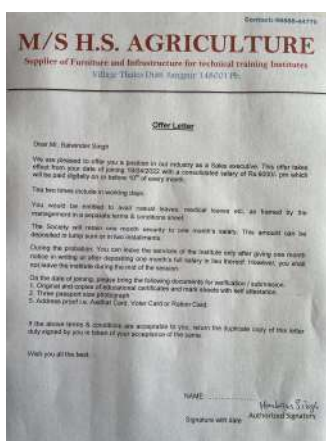 Contact: 98888-64776
M/S H.S. AGRICULTURE
Supplier of Furniture and Infrastructure for technical training Institutes
Village Thales Distt. Sangrur 148001 Pb.
Offer Letter
Dear Mr. Balwinder Singh
We are pleased to offer you a position in our industry as a Sales executive. This offer takes
effect from your date of joining 18/04/2022 with a consolidated salary of Rs. pm which
will be paid digitally on or before 10th of every month.
The two times include in working days.
You would be entitled to avail casual leaves, medical leaves etc, as framed by the
management in a separate terms & conditions sheet.
The Society will retain one month security to one month's salary. This amount can be
deposited in lump sum or in two installments.
During the probation. You can leave the services of the institute only after giving one month
notice in writing or after depositing one-month's full salary in lieu thereof. However, you shall
not leave the institute during the rest of the session.
On the date of joining, please bring the following documents for verification / submission.
1. Original and copies of educational certificates and mark sheets with self attestation.
2. Three passport size photograph
3. Address proof i.e. Aadhar Card, Voter Card or Ration Card.
If the above terms & conditions are acceptable to you, return the duplicate copy of this letter
duly signed by you in token of your acceptance of the same.
Wish you all the best.
NAME
Singh
Signature with date Authorized Signatory